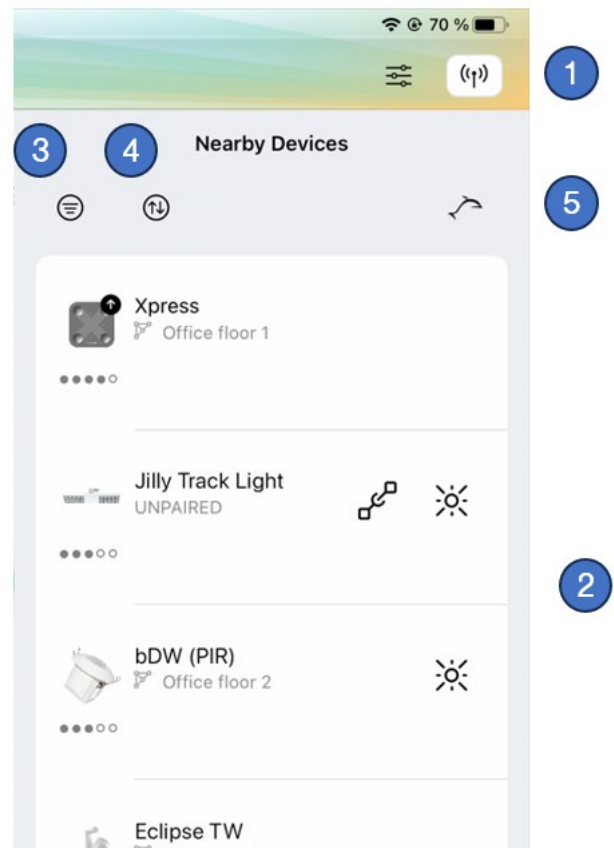 70 %
1
Nearby Devices
3
4
5
Xpress
Office floor 1
Jilly Track Light
UNPAIRED
2
bDW (PIR)
Office floor 2
Eclipse TW